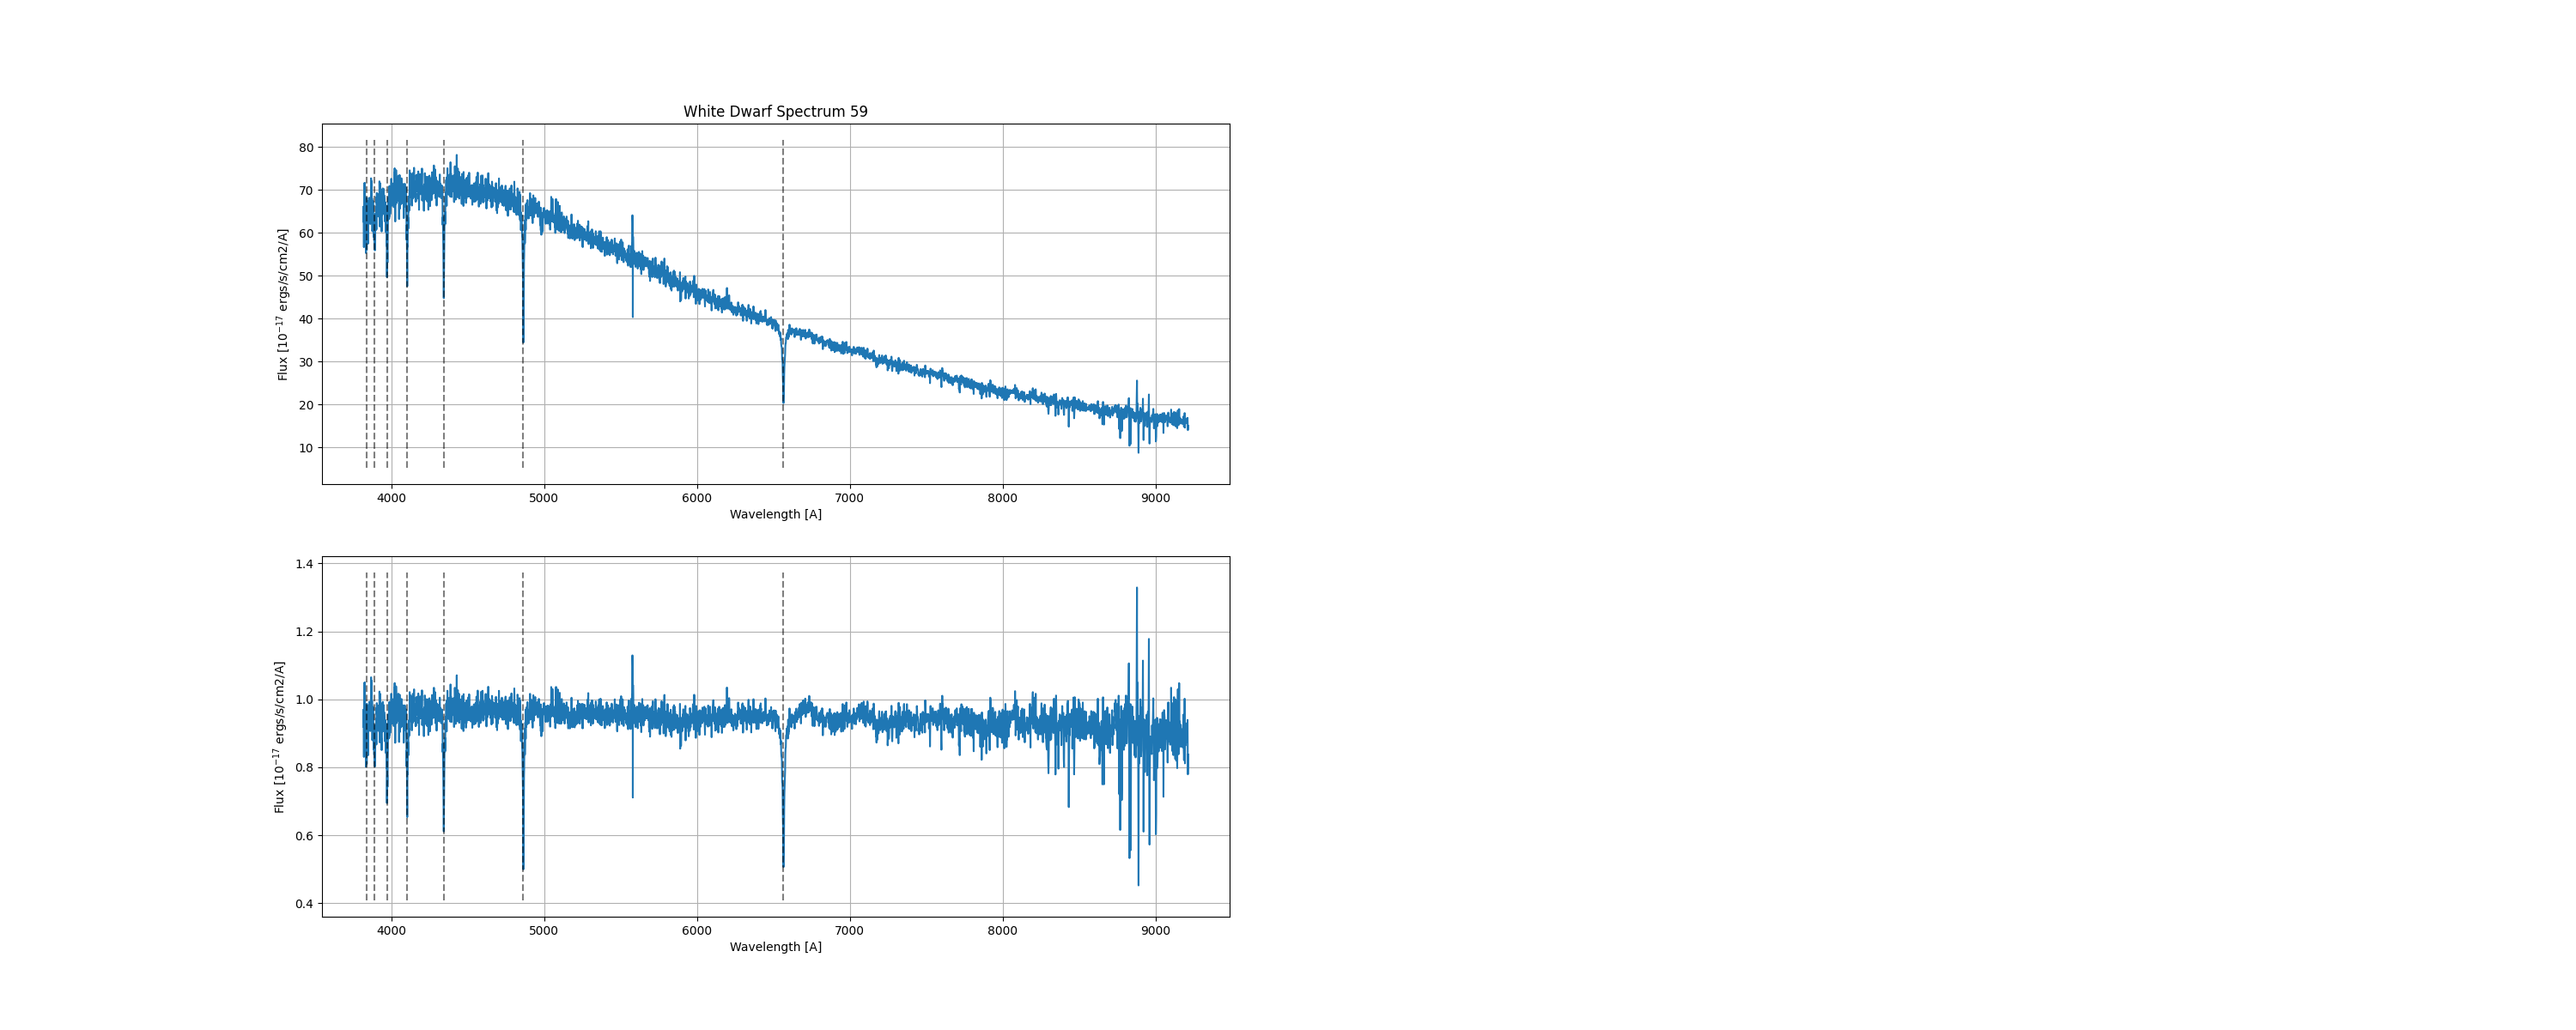 White Dwarf Spectrum 59
80
70
60
50
40
30
20
10
Flux [10⁻¹⁷ ergs/s/cm2/A]
4000 5000 6000 7000 8000 9000
Wavelength [A]
1.4
1.2
1.0
0.8
0.6
0.4
Flux [10⁻¹⁷ ergs/s/cm2/A]
4000 5000 6000 7000 8000 9000
Wavelength [A]